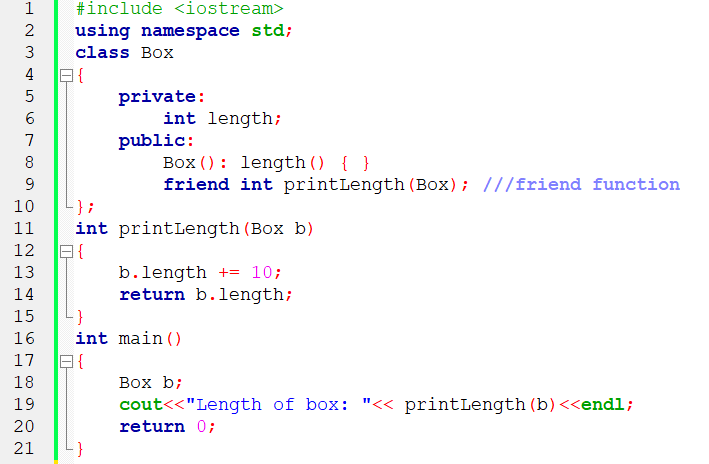 1 #include <iostream>
2 using namespace std;
3 class Box
4 {
5 private:
6 int length;
7 public:
8 Box(): length() { }
9 friend int printLength(Box); ///friend function
10 };
11 int printLength(Box b)
12 {
13 b.length += 10;
14 return b.length;
15 }
16 int main()
17 {
18 Box b;
19 cout<<"Length of box: "<< printLength(b)<<endl;
20 return 0;
21 }